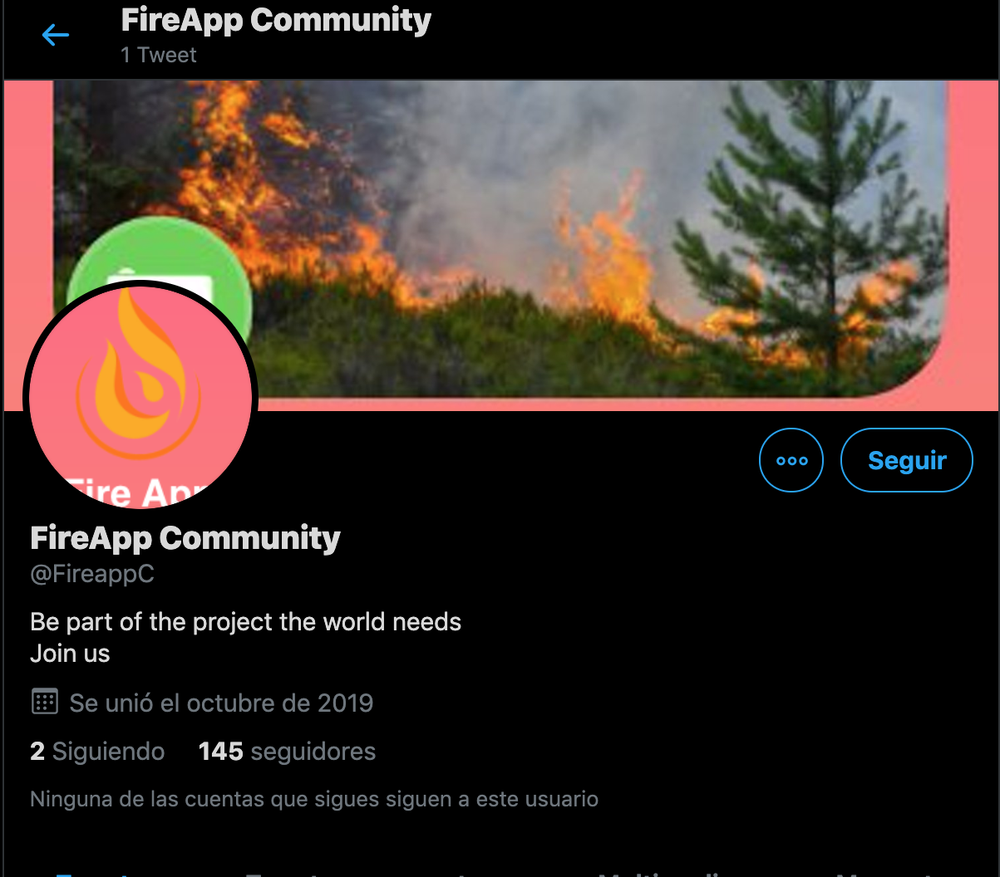 FireApp Community
1 Tweet
Fire App
FireApp Community
@FireappC
Seguir
Be part of the project the world needs
Join us
Se unió el octubre de 2019
2 Siguiendo 145 seguidores
Ninguna de las cuentas que sigues siguen a este usuario